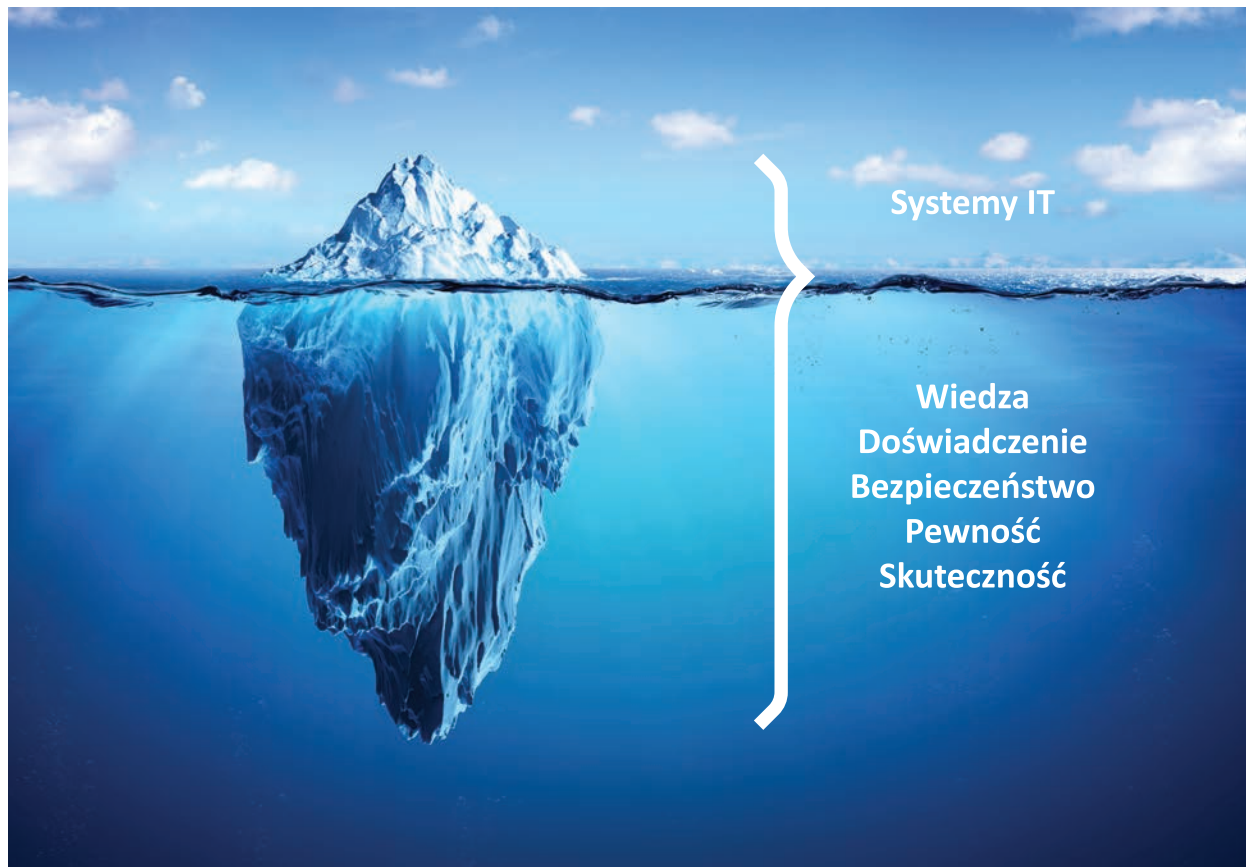 Systemy IT
Wiedza
Doświadczenie
Bezpieczeństwo
Pewność
Skuteczność